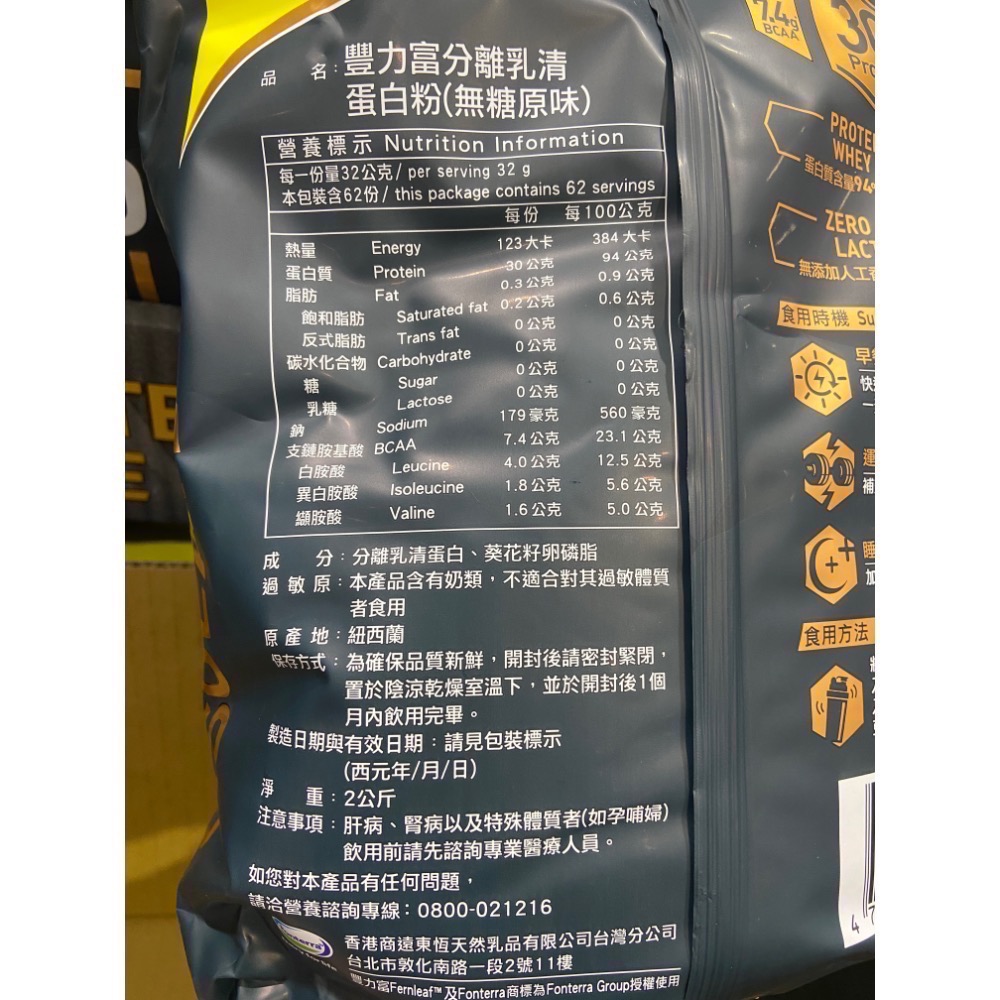 品 名：豐力富分離乳清
蛋白粉(無糖原味)
營養標示 Nutrition Information
每一份量32公克/ per serving 32 g
本包裝含62份/ this package contains 62 servings
每份 每100公克
熱量 Energy 123大卡 384大卡
蛋白質 Protein 30公克 94公克
脂肪 Fat 0.3公克 0.9公克
飽和脂肪 Saturated fat 0.2公克 0.6公克
反式脂肪 Trans fat 0公克 0公克
碳水化合物 Carbohydrate 0公克 0公克
糖 Sugar 0公克 0公克
乳糖 Lactose 0公克 0公克
鈉 Sodium 179毫克 560毫克
支鏈胺基酸 BCAA 7.4公克 23.1公克
白胺酸 Leucine 4.0公克 12.5公克
異白胺酸 Isoleucine 1.8公克 5.6公克
纈胺酸 Valine 1.6公克 5.0公克
成 分：分離乳清蛋白、葵花籽卵磷脂
過敏原：本產品含有奶類，不適合對其過敏體質
者食用
原產地：紐西蘭
保存方式：為確保品質新鮮，開封後請密封緊閉，
置於陰涼乾燥室溫下，並於開封後1個
月內飲用完畢。
製造日期與有效日期：請見包裝標示
(西元年/月/日)
淨 重：2公斤
注意事項：肝病、腎病以及特殊體質者(如孕哺婦)
飲用前請先諮詢專業醫療人員。
如您對本產品有任何問題，
請洽營養諮詢專線：0800-021216
香港商遠東恆天然乳品有限公司台灣分公司
台北市敦化南路一段2號11樓
豐力富Fernleaf™及Fonterra商標為Fonterra Group授權使用
7.4g
BCAA
WHEY
蛋白質含量94
ZERO
無添加人工
食用時機
食用方法